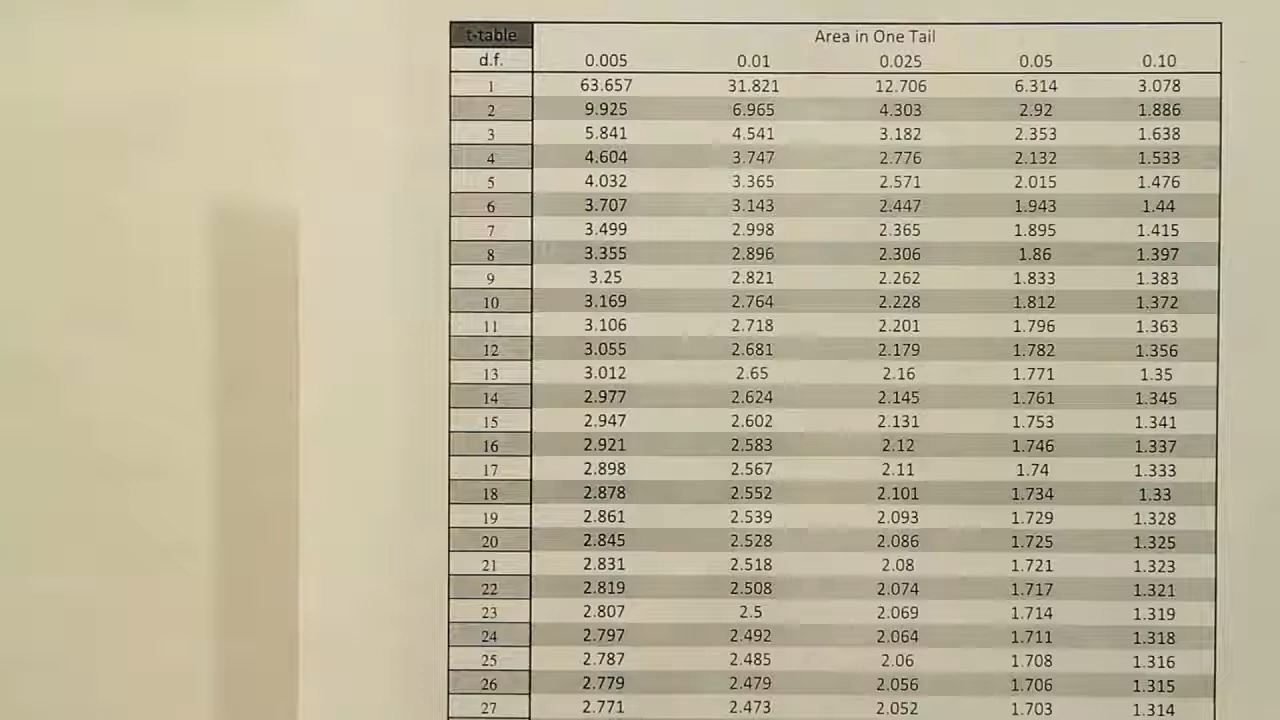 t-table Area in One Tail
d.f. 0.005 0.01 0.025 0.05 0.10
1 63.657 31.821 12.706 6.314 3.078
2 9.925 6.965 4.303 2.92 1.886
3 5.841 4.541 3.182 2.353 1.638
4 4.604 3.747 2.776 2.132 1.533
5 4.032 3.365 2.571 2.015 1.476
6 3.707 3.143 2.447 1.943 1.44
7 3.499 2.998 2.365 1.895 1.415
8 3.355 2.896 2.306 1.86 1.397
9 3.25 2.821 2.262 1.833 1.383
10 3.169 2.764 2.228 1.812 1.372
11 3.106 2.718 2.201 1.796 1.363
12 3.055 2.681 2.179 1.782 1.356
13 3.012 2.65 2.16 1.771 1.35
14 2.977 2.624 2.145 1.761 1.345
15 2.947 2.602 2.131 1.753 1.341
16 2.921 2.583 2.12 1.746 1.337
17 2.898 2.567 2.11 1.74 1.333
18 2.878 2.552 2.101 1.734 1.33
19 2.861 2.539 2.093 1.729 1.328
20 2.845 2.528 2.086 1.725 1.325
21 2.831 2.518 2.08 1.721 1.323
22 2.819 2.508 2.074 1.717 1.321
23 2.807 2.5 2.069 1.714 1.319
24 2.797 2.492 2.064 1.711 1.318
25 2.787 2.485 2.06 1.708 1.316
26 2.779 2.479 2.056 1.706 1.315
27 2.771 2.473 2.052 1.703 1.314